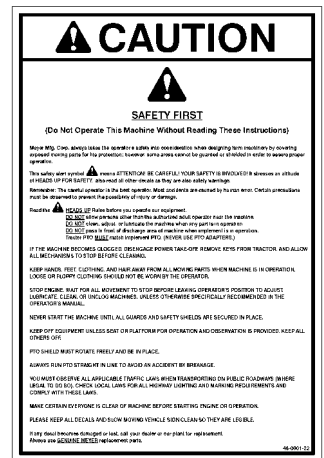 CAUTION
SAFETY FIRST
(Do Not Operate This Machine Without Reading These Instructions)
Meyer Mfg. Corp. always takes the operator's safety into consideration when designing farm machinery by covering
exposed moving parts for his protection; however, some areas cannot be guarded or shielded in order to assure proper
operation.
This safety alert symbol means ATTENTION! BE CAREFUL! YOUR SAFETY IS INVOLVED! It stresses an attitude
of HEADS UP FOR SAFETY. also read all other decals as they are also safety warnings.
Remember: The careful operator is the best operator. Most accidents are caused by human error. Certain precautions
must be observed to prevent the possibility of injury or damage.
Read the HEADS UP Rules before you operate our equipment.
DO NOT allow persons other than the authorized adult operator near the machine.
DO NOT clean, adjust, or lubricate the machine when any part is in operation.
DO NOT pass in front of discharge area of machine when implement is in operation.
Tractor PTO MUST match implement PTO. (NEVER USE PTO ADAPTERS.)
IF THE MACHINE BECOMES CLOGGED, DISENGAGE POWER TAKE-OFF, REMOVE KEYS FROM TRACTOR, AND ALLOW
ALL MECHANISMS TO STOP BEFORE CLEANING.
KEEP HANDS, FEET, CLOTHING, AND HAIR AWAY FROM ALL MOVING PARTS WHEN MACHINE IS IN OPERATION.
LOOSE OR FLOPPY CLOTHING SHOULD NOT BE WORN BY THE OPERATOR.
STOP ENGINE, WAIT FOR ALL MOVEMENT TO STOP BEFORE LEAVING OPERATOR'S POSITION TO ADJUST,
LUBRICATE, CLEAN, OR UNCLOG MACHINES, UNLESS OTHERWISE SPECIFICALLY RECOMMENDED IN THE
OPERATOR'S MANUAL.
NEVER START THE MACHINE UNTIL ALL GUARDS AND SAFETY SHIELDS ARE SECURED IN PLACE.
KEEP OFF EQUIPMENT UNLESS SEAT OR PLATFORM FOR OPERATION AND OBSERVATION IS PROVIDED. KEEP ALL
OTHERS OFF.
PTO SHIELD MUST ROTATE FREELY AND BE IN PLACE.
ALWAYS RUN PTO STRAIGHT IN LINE TO AVOID AN ACCIDENT BY BREAKAGE.
YOU MUST OBSERVE ALL APPLICABLE TRAFFIC LAWS WHEN TRANSPORTING ON PUBLIC ROADWAYS (WHERE
LEGAL TO DO SO). CHECK LOCAL LAWS FOR ALL HIGHWAY LIGHTING AND MARKING REQUIREMENTS AND
COMPLY WITH THESE LAWS.
MAKE CERTAIN EVERYONE IS CLEAR OF MACHINE BEFORE STARTING ENGINE OR OPERATION.
PLEASE KEEP ALL DECALS AND SLOW MOVING VEHICLE SIGN CLEAN SO THEY ARE LEGIBLE.
If any decal becomes damaged or lost, call your dealer or our plant for replacement.
Always use GENUINE MEYER replacement parts.
46-0001-22